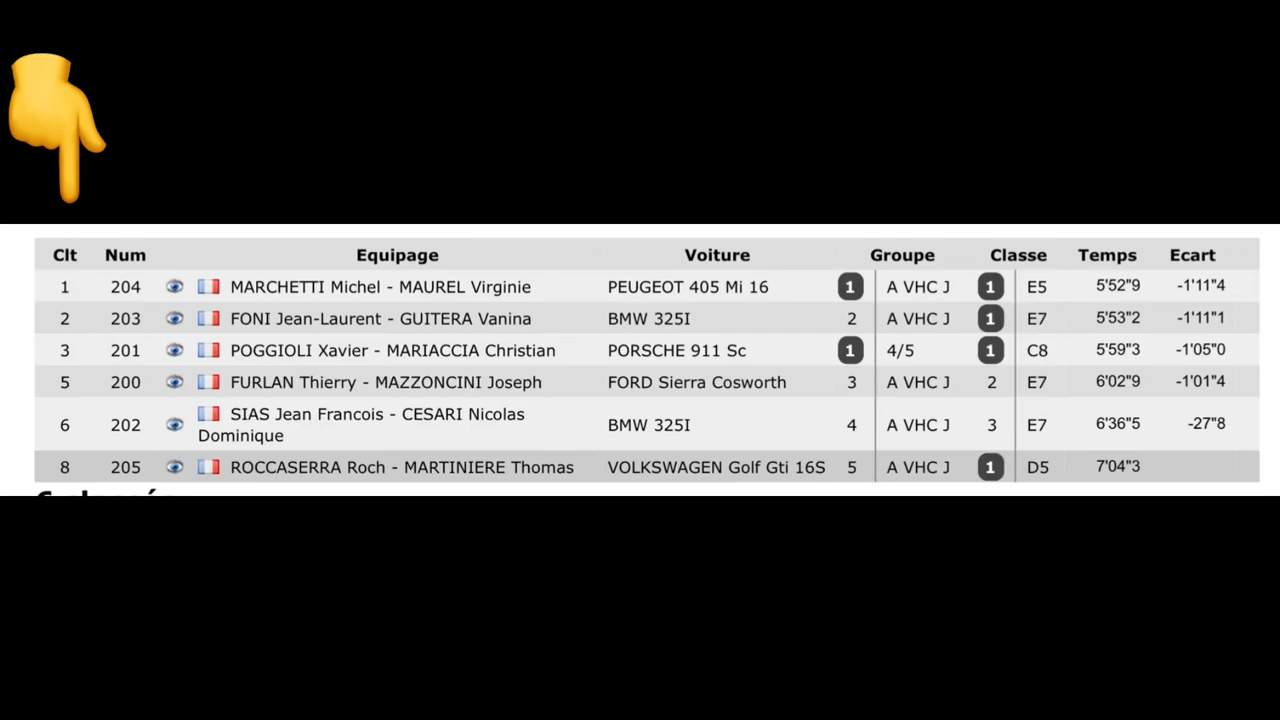 Clt Num Equipage Voiture Groupe Classe Temps Ecart
1 204 MARCHETTI Michel - MAUREL Virginie PEUGEOT 405 Mi 16 1 A VHC J 1 E5 5'52"9 -1'11"4
2 203 FONI Jean-Laurent - GUITERA Vanina BMW 325I 2 A VHC J 1 E7 5'53"2 -1'11"1
3 201 POGGIOLI Xavier - MARIACCIA Christian PORSCHE 911 Sc 1 4/5 1 C8 5'59"3 -1'05"0
5 200 FURLAN Thierry - MAZZONCINI Joseph FORD Sierra Cosworth 3 A VHC J 2 E7 6'02"9 -1'01"4
6 202 SIAS Jean Francois - CESARI Nicolas
Dominique BMW 325I 4 A VHC J 3 E7 6'36"5 -27"8
8 205 ROCCASERRA Roch - MARTINIERE Thomas VOLKSWAGEN Golf Gti 16S 5 A VHC J 1 D5 7'04"3